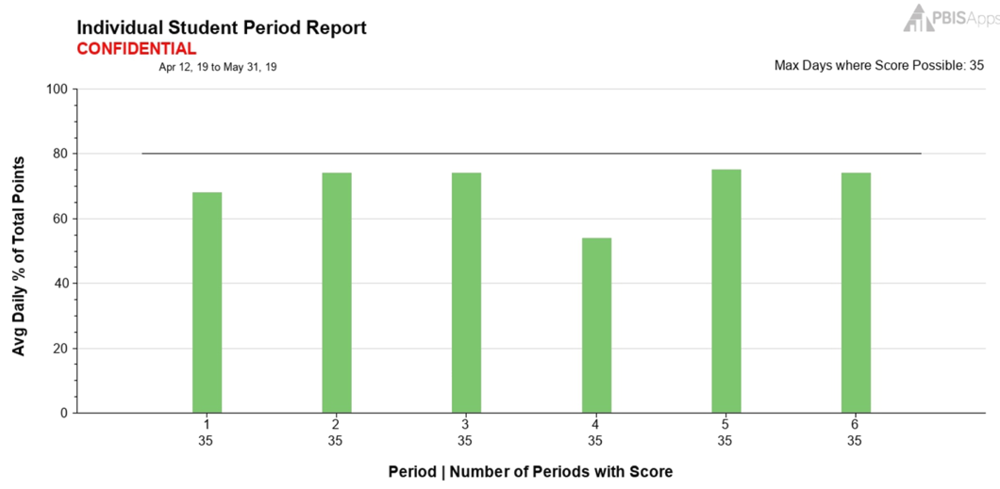 PBISApps
Individual Student Period Report
CONFIDENTIAL
Apr 12, 19 to May 31, 19
Max Days where Score Possible: 35
Avg Daily % of Total Points
100
80
60
40
20
0
1 2 3 4 5 6
35 35 35 35 35 35
Period | Number of Periods with Score